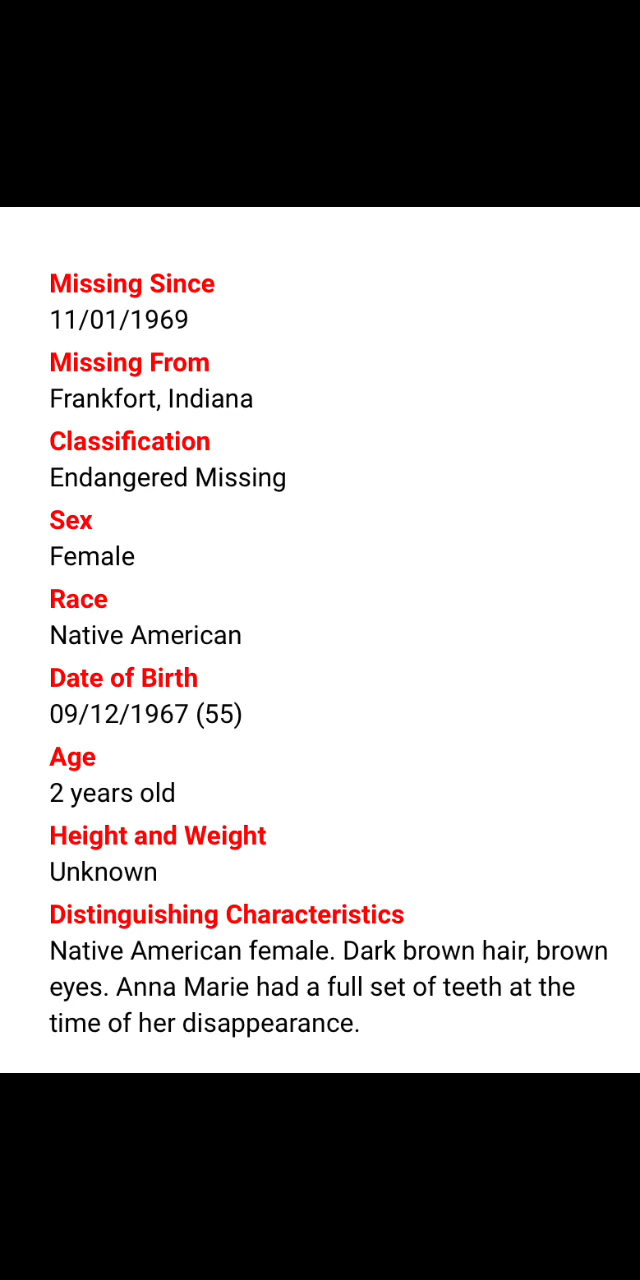 Missing Since
11/01/1969
Missing From
Frankfort, Indiana
Classification
Endangered Missing
Sex
Female
Race
Native American
Date of Birth
09/12/1967 (55)
Age
2 years old
Height and Weight
Unknown
Distinguishing Characteristics
Native American female. Dark brown hair, brown
eyes. Anna Marie had a full set of teeth at the
time of her disappearance.